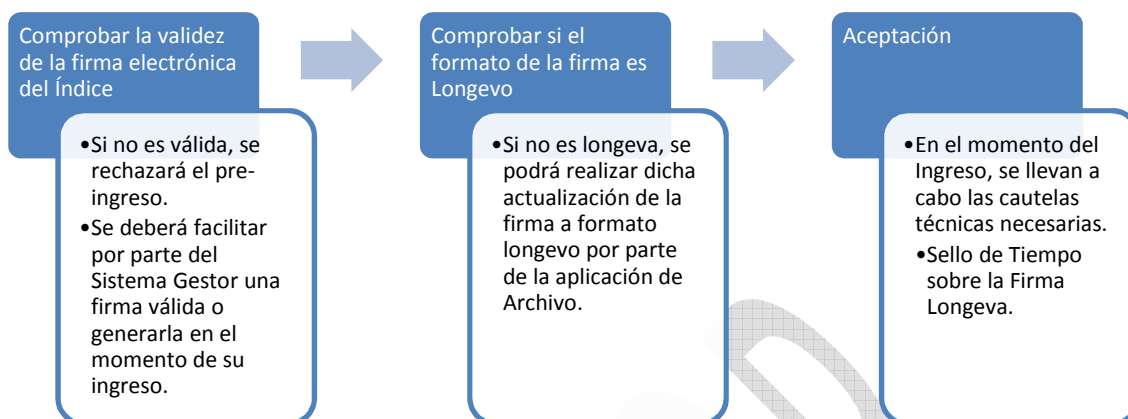 Comprobar la validez
de la firma electrónica
del Índice
•Si no es válida, se
rechazará el pre-
ingreso.
•Se deberá facilitar
por parte del
Sistema Gestor una
firma válida o
generarla en el
momento de su
ingreso.
Comprobar si el
formato de la firma es
Longevo
•Si no es longeva, se
podrá realizar dicha
actualización de la
firma a formato
longevo por parte
de la aplicación de
Archivo.
Aceptación
•En el momento del
Ingreso, se llevan a
cabo las cautelas
técnicas necesarias.
•Sello de Tiempo
sobre la Firma
Longeva.